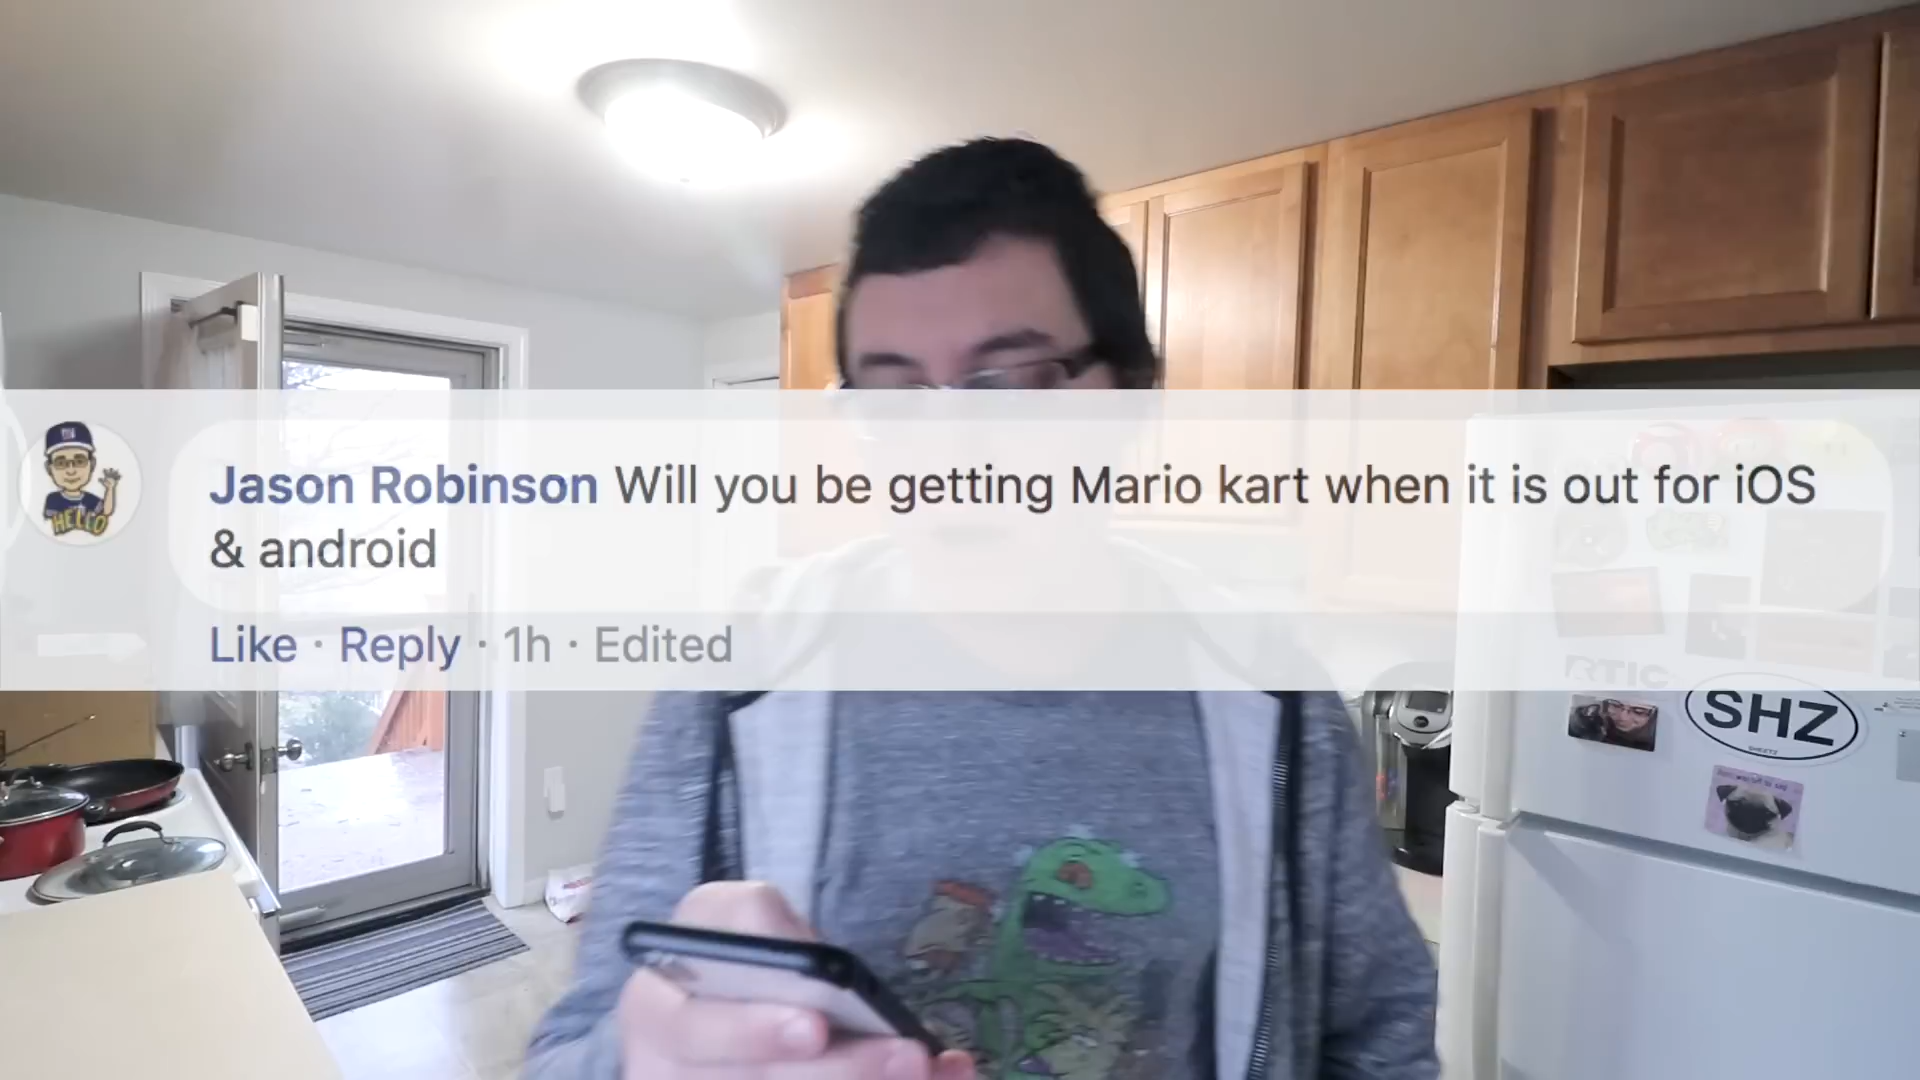 Jason Robinson Will you be getting Mario kart when it is out for iOS
& android
Like · Reply · 1h · Edited
HELLO
RTIC
SHZ
SHEETZ